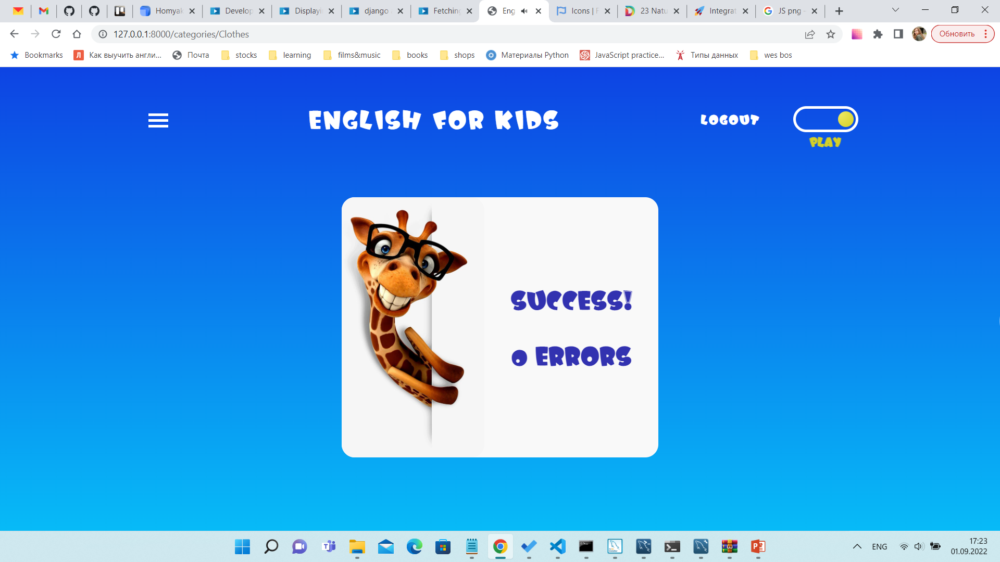 Homyak
Develop
Displayi
django
Fetching
Eng
Icons | F
23 Natu
Integrat
JS png -
127.0.0.1:8000/categories/Clothes
Обновить
Bookmarks
Как выучить англи...
Почта
stocks
learning
films&music
books
shops
Материалы Python
JavaScript practice...
Типы данных
wes bos
ENGLISH FOR KIDS
LOGOUT
PLAY
SUCCESS!
0 ERRORS
ENG
17:23
01.09.2022